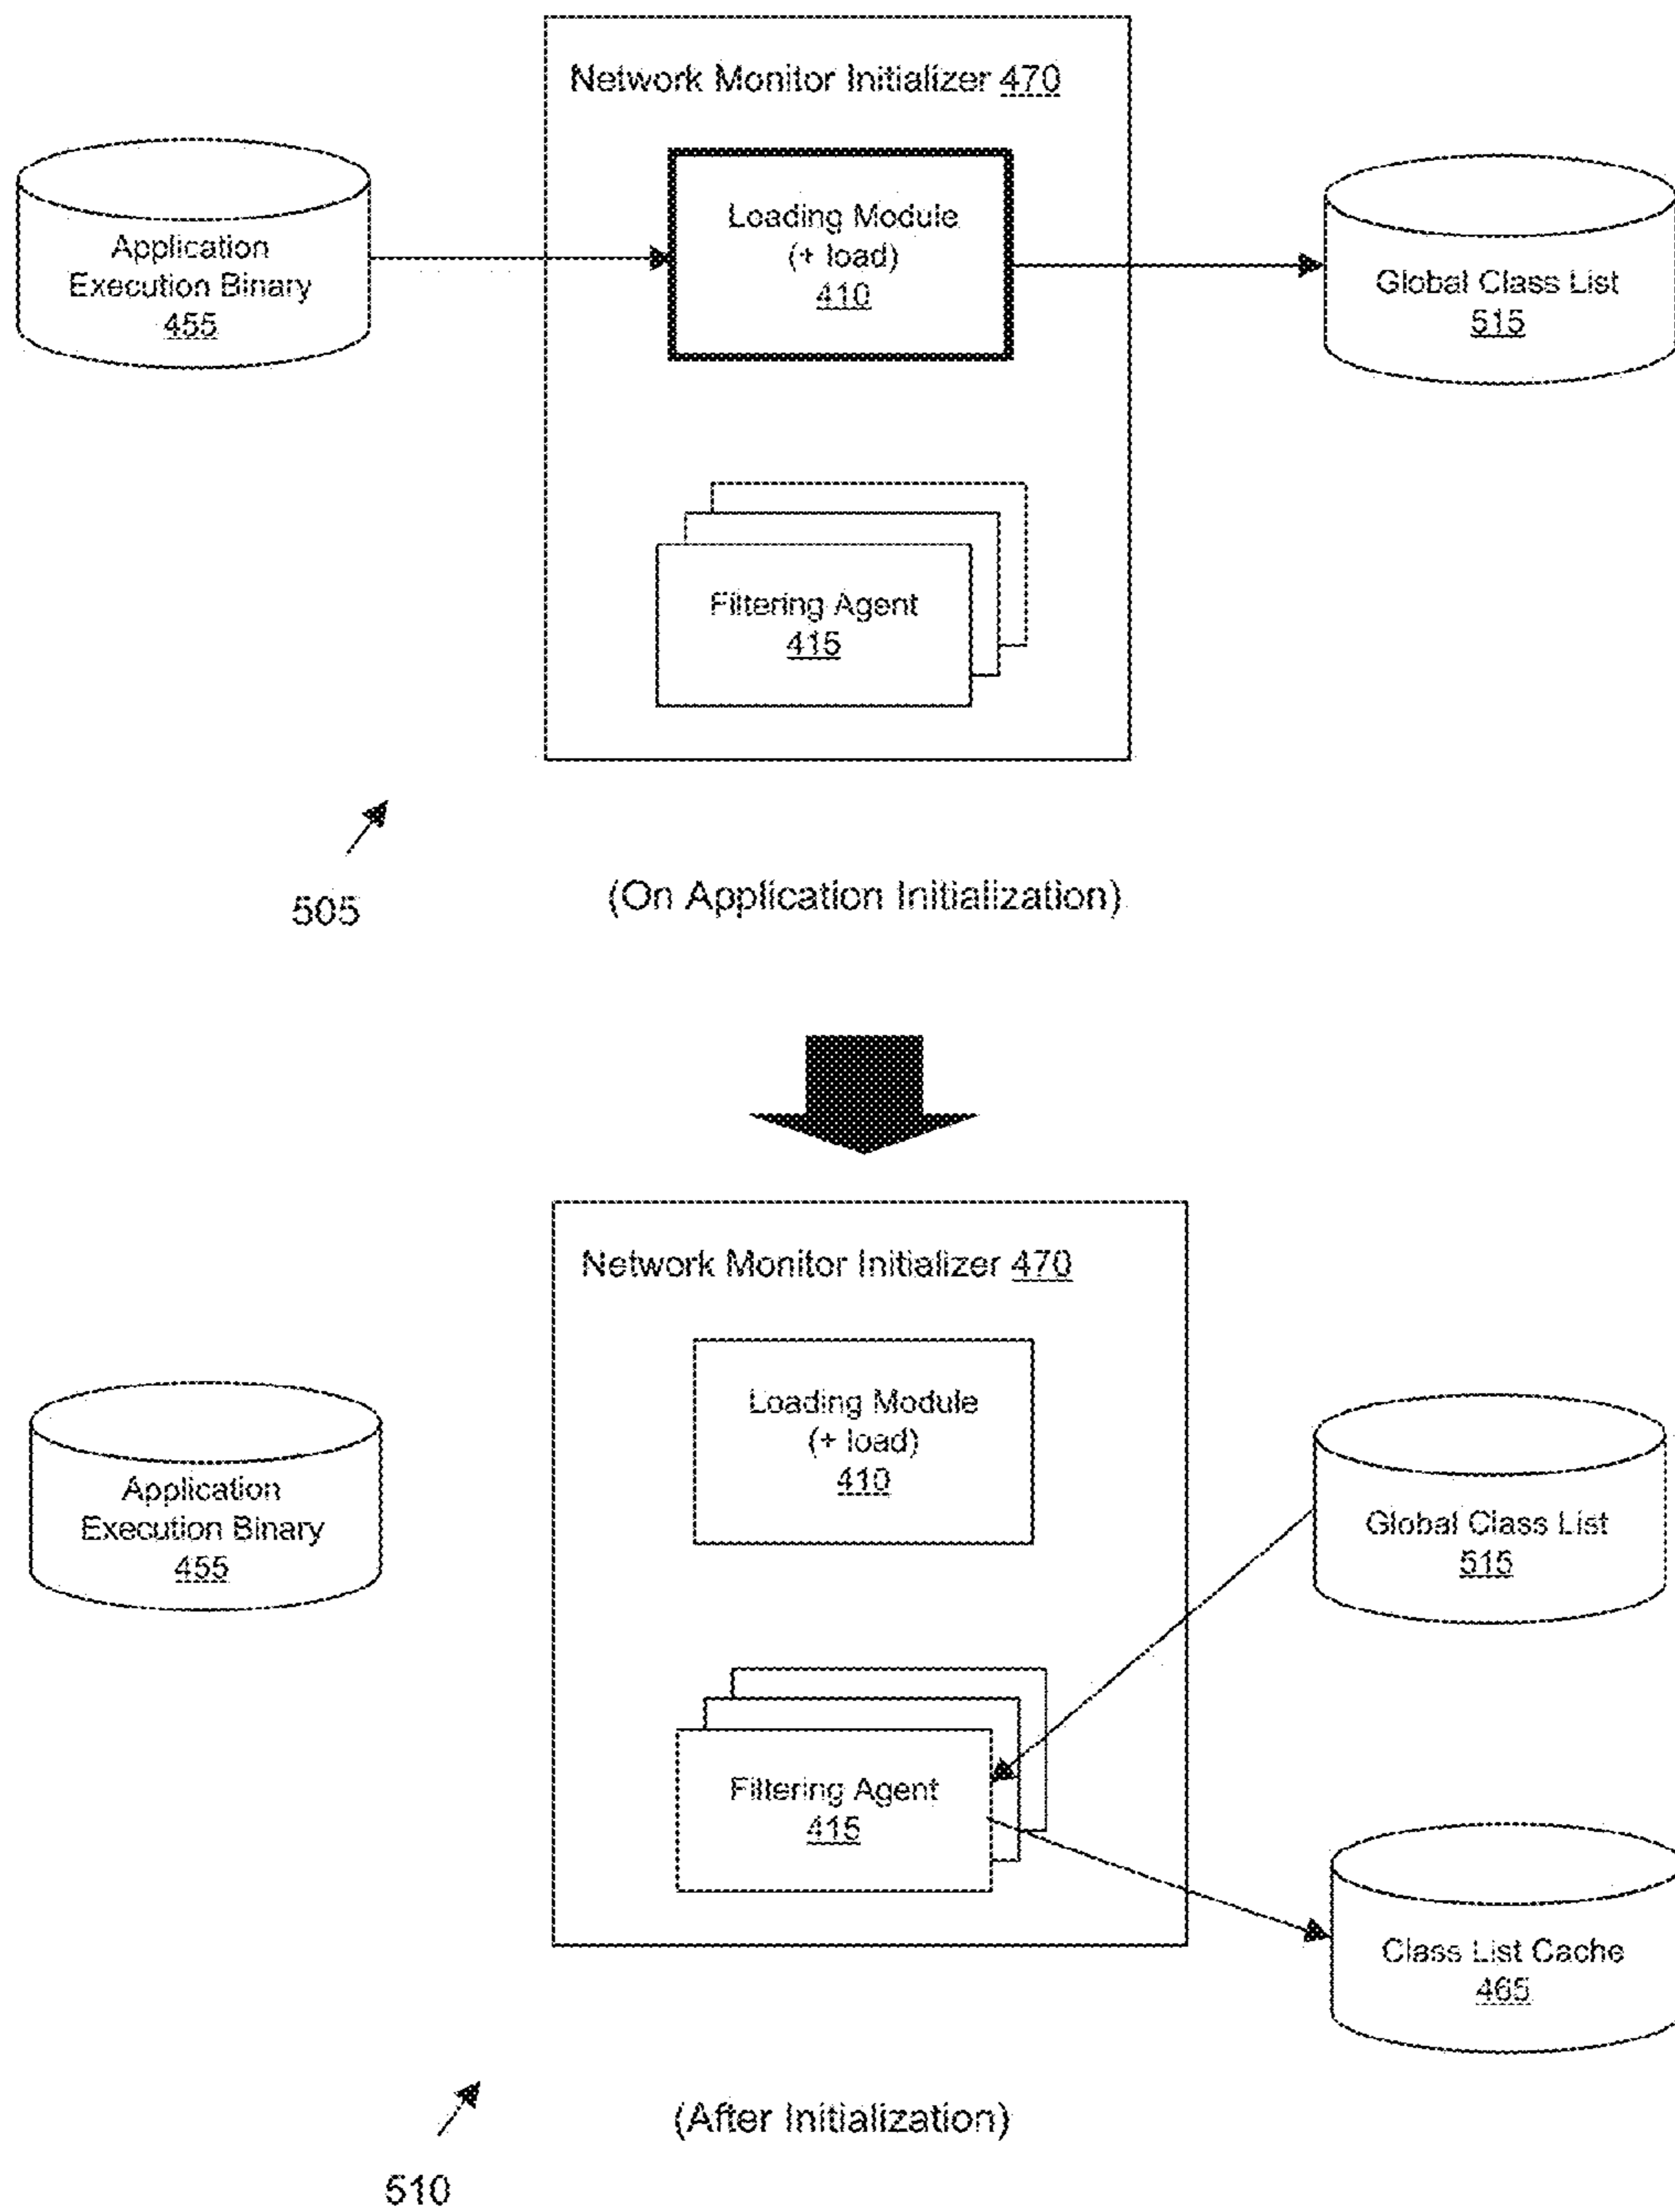 Network Monitor Initializer 470
Application
Execution Binary
455
Loading Module
(+ load)
410
Global Class List
515
Filtering Agent
415
505
(On Application Initialization)
Network Monitor Initializer 470
Application
Execution Binary
455
Loading Module
(+ load)
410
Global Class List
515
Filtering Agent
415
Class List Cache
465
(After Initialization)
510